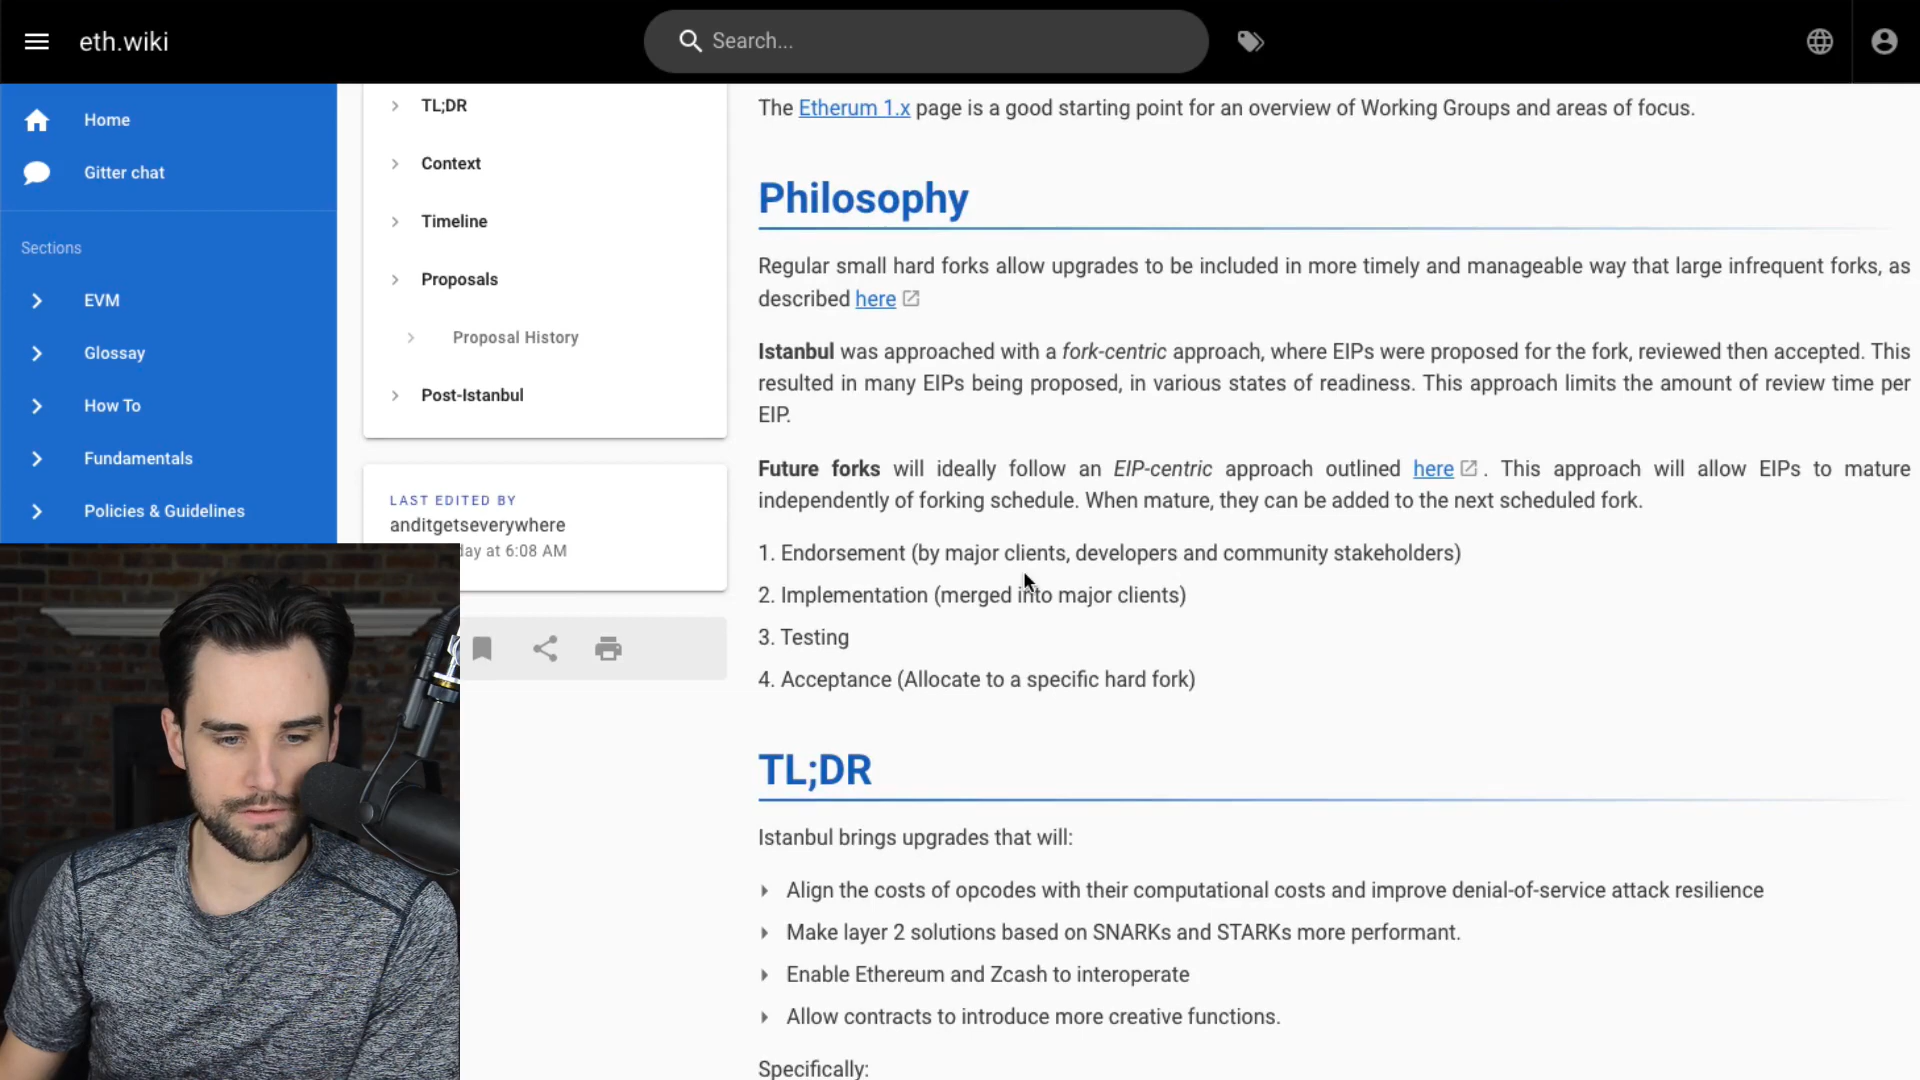 eth.wiki
Search...
Home
Gitter chat
Sections
EVM
Glossay
How To
Fundamentals
Policies & Guidelines
TL;DR
Context
Timeline
Proposals
Proposal History
Post-Istanbul
LAST EDITED BY
anditgetseverywhere
day at 6:08 AM
The Etherum 1.x page is a good starting point for an overview of Working Groups and areas of focus.
Philosophy
Regular small hard forks allow upgrades to be included in more timely and manageable way that large infrequent forks, as
described here
Istanbul was approached with a fork-centric approach, where EIPs were proposed for the fork, reviewed then accepted. This
resulted in many EIPs being proposed, in various states of readiness. This approach limits the amount of review time per
EIP.
Future forks will ideally follow an EIP-centric approach outlined here . This approach will allow EIPs to mature
independently of forking schedule. When mature, they can be added to the next scheduled fork.
1. Endorsement (by major clients, developers and community stakeholders)
2. Implementation (merged into major clients)
3. Testing
4. Acceptance (Allocate to a specific hard fork)
TL;DR
Istanbul brings upgrades that will:
Align the costs of opcodes with their computational costs and improve denial-of-service attack resilience
Make layer 2 solutions based on SNARKs and STARKs more performant.
Enable Ethereum and Zcash to interoperate
Allow contracts to introduce more creative functions.
Specifically: